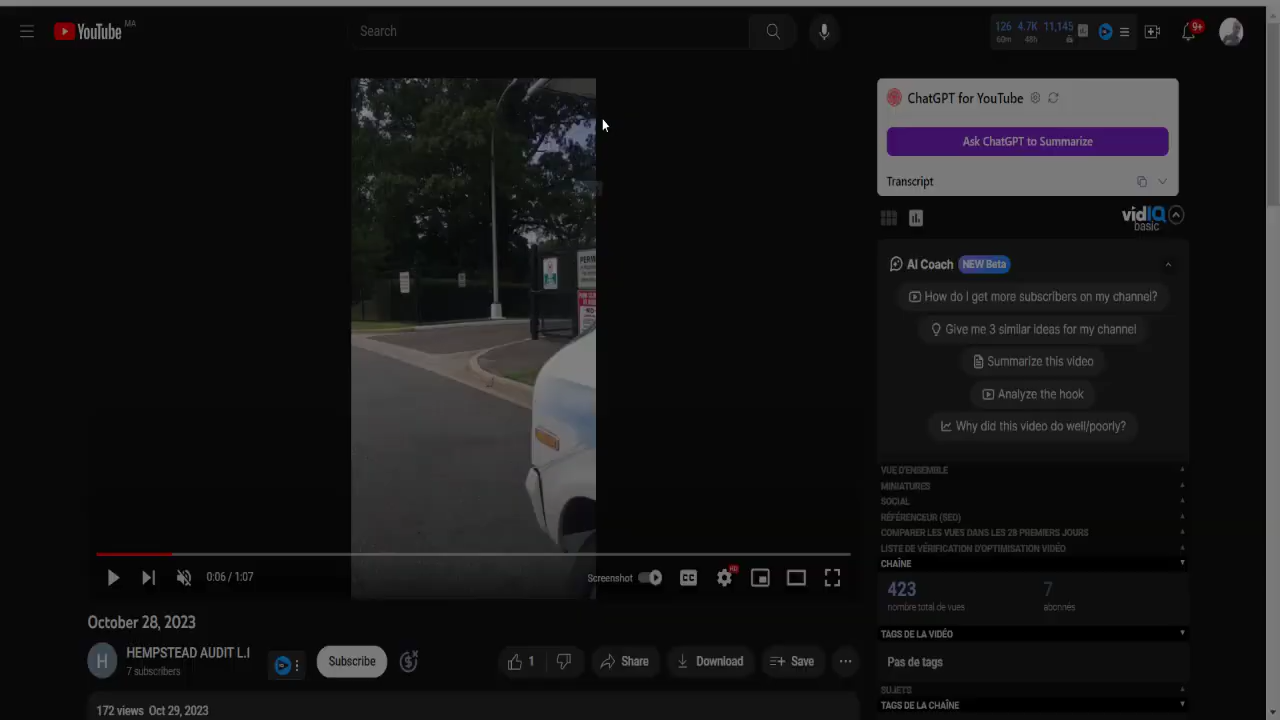 YouTube MA
Search
126 4.7K 11,145
60m 48h
9+
ChatGPT for YouTube
Ask ChatGPT to Summarize
Transcript
vidIQ
basic
AI Coach NEW Beta
How do I get more subscribers on my channel?
Give me 3 similar ideas for my channel
Summarize this video
Analyze the hook
Why did this video do well/poorly?
VUE D'ENSEMBLE
MINIATURES
SOCIAL
RÉFÉRENCEUR (SEO)
COMPARER LES VUES DANS LES 28 PREMIERS JOURS
LISTE DE VÉRIFICATION D'OPTIMISATION VIDÉO
CHAÎNE
423 7
nombre total de vues abonnés
TAGS DE LA VIDÉO
Pas de tags
SUJETS
TAGS DE LA CHAÎNE
PERM
0:06 / 1:07
Screenshot
CC
HD
October 28, 2023
H
HEMPSTEAD AUDIT L.I
7 subscribers
Subscribe
1
Share
Download
Save
172 views Oct 29, 2023